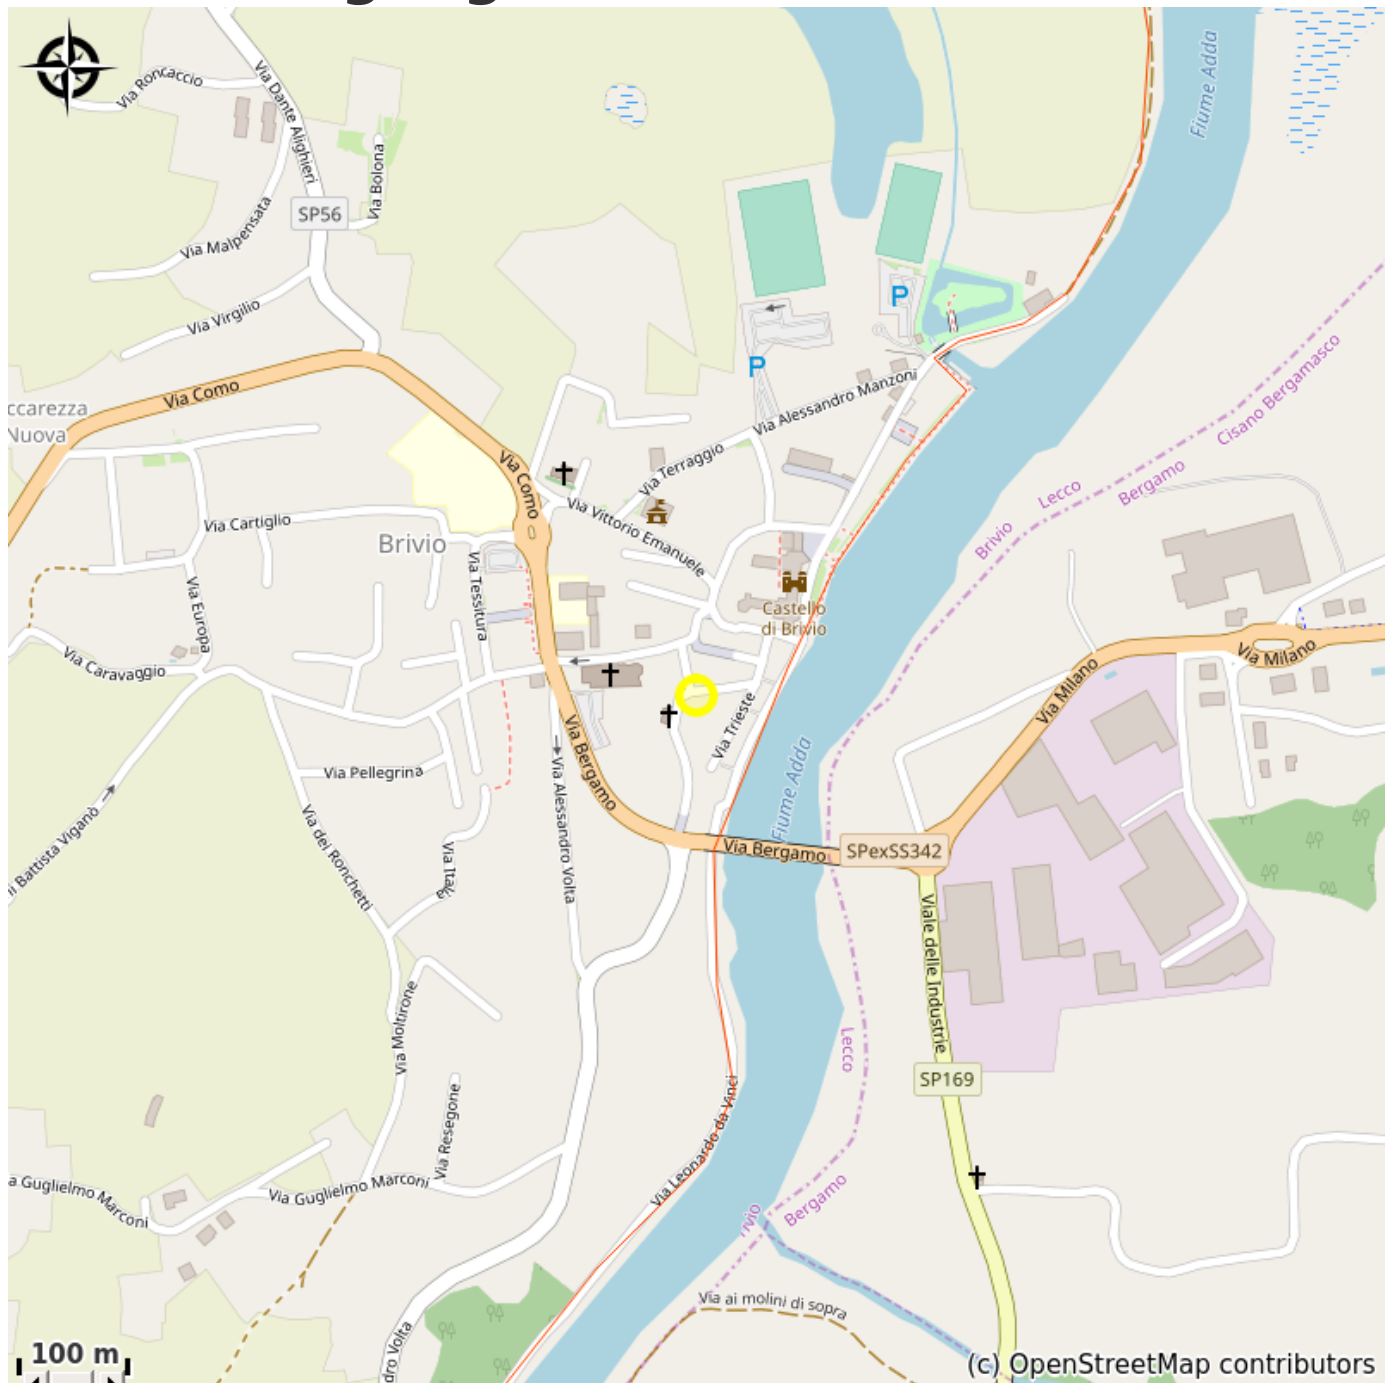 Fiume Adda
Via Roncaccio
Via Dante Alighieri
Via Bolona
SP56
Via Malpensata
Via Virgilio
P
P
Via Alessandro Manzoni
Cisano Bergamasco
Via Como
ccarezza
Nuova
Via Como
Via Terraggio
Lecco
Bergamo
Via Vittorio Emanuele
Via Cartiglio
Brivio
Brivio
Via Tessitura
Via Europa
Castello
di Brivio
Via Caravaggio
Via Milano
Via Milano
Via Trieste
Via Bergamo
Via Pellegrina
Fiume Adda
Via Alessandro Volta
i Battista Viganò
Via dei Ronchetti
Via Italia
Via Bergamo
SPexSS342
Viale delle Industrie
Via Moltirone
Lecco
SP169
Via Resegone
Via Leonardo da Vinci
a Guglielmo Marconi
Via Guglielmo Marconi
rivio
Bergamo
Via ai molini di sopra
dro Volta
100 m
(c) OpenStreetMap contributors